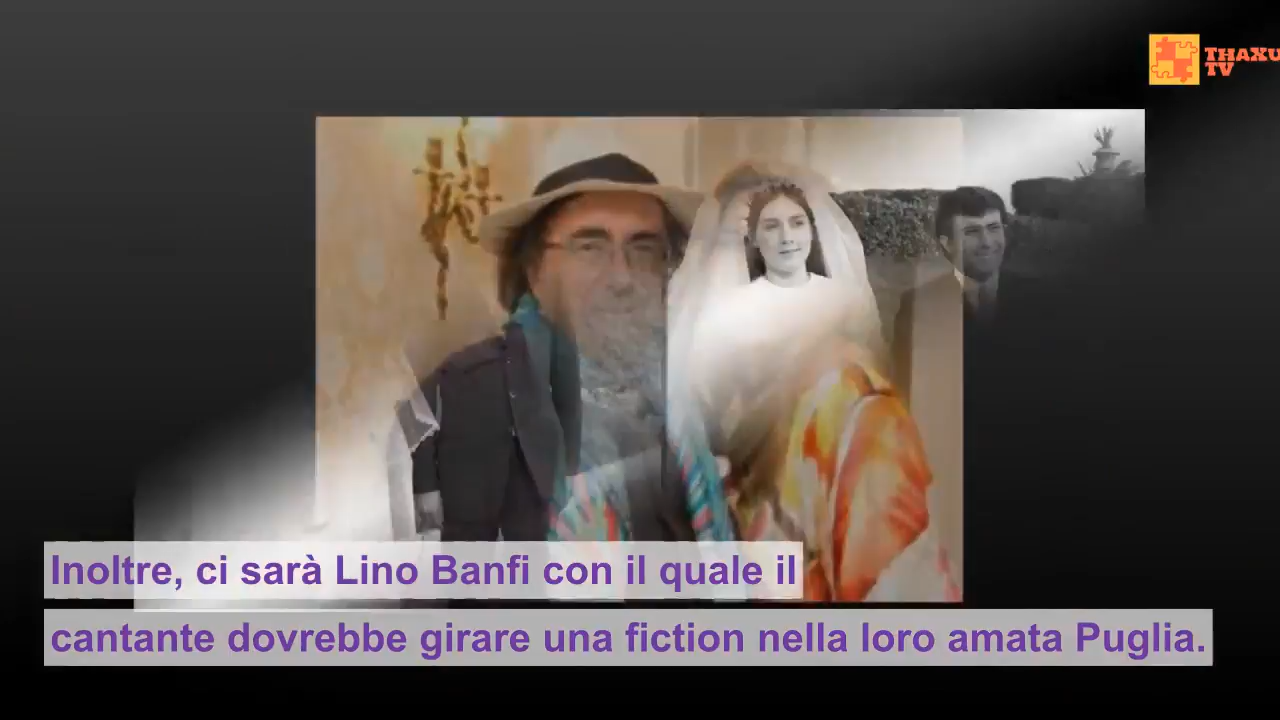 THAXU
TV
Inoltre, ci sarà Lino Banfi con il quale il
cantante dovrebbe girare una fiction nella loro amata Puglia.